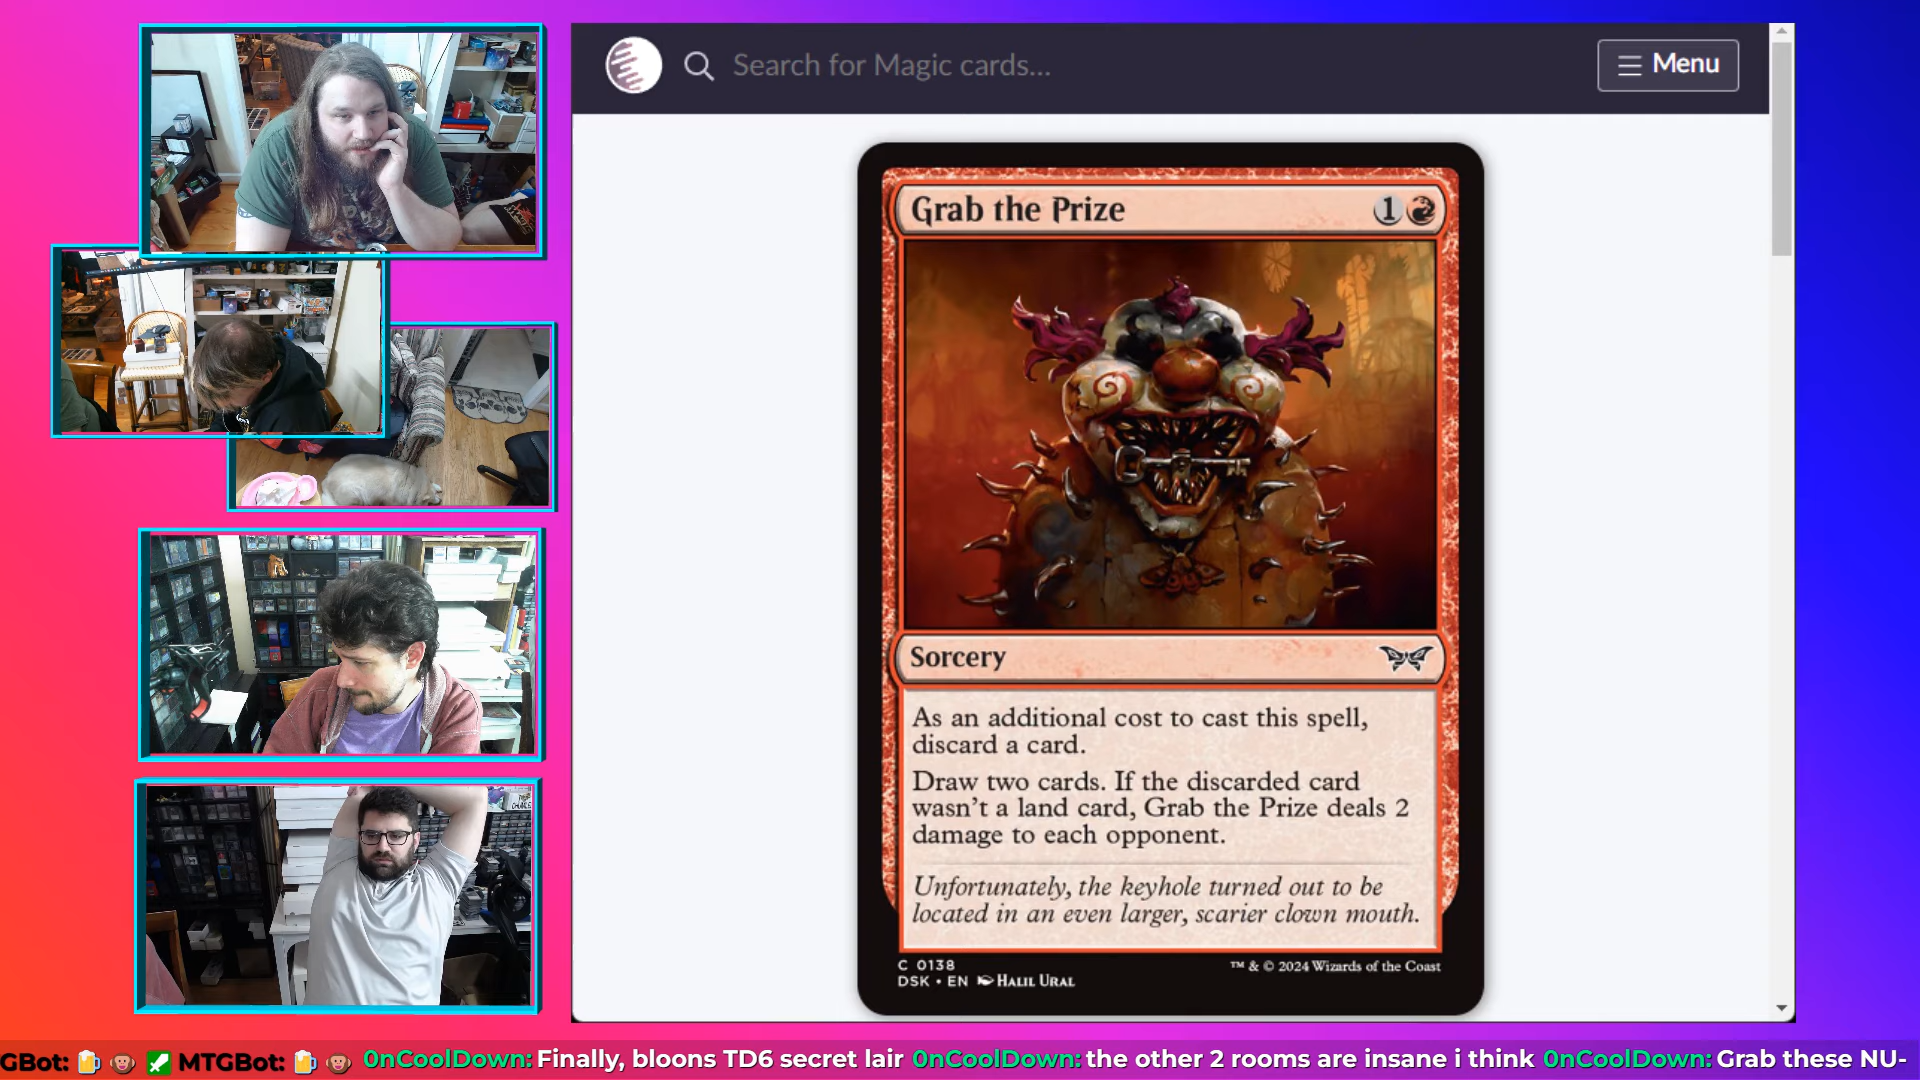 Search for Magic cards...
Menu
Grab the Prize
1
Sorcery
As an additional cost to cast this spell,
discard a card.
Draw two cards. If the discarded card
wasn't a land card, Grab the Prize deals 2
damage to each opponent.
Unfortunately, the keyhole turned out to be
located in an even larger, scarier clown mouth.
C 0138
DSK • EN HALIL URAL
™ & © 2024 Wizards of the Coast
GBot: MTGBot: 0nCoolDown: Finally, bloons TD6 secret lair 0nCoolDown: the other 2 rooms are insane i think 0nCoolDown: Grab these NU-